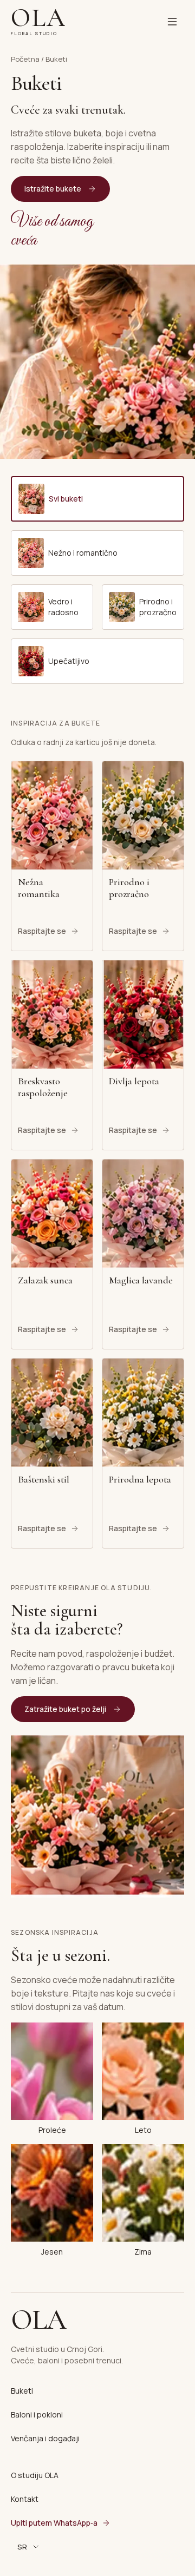 OLA
FLORAL STUDIO
Početna / Buketi
Buketi
Cveće za svaki trenutak.
Istražite stilove buketa, boje i cvetna
raspoloženja. Izaberite inspiraciju ili nam
recite šta biste lično želeli.
Istražite bukete
Više od samog
cveća
Svi buketi
Nežno i romantično
Vedro i
radosno
Prirodno i
prozračno
Upečatljivo
INSPIRACIJA ZA BUKETE
Odluka o radnji za karticu još nije doneta.
Nežna
romantika
Raspitajte se
Prirodno i
prozračno
Raspitajte se
Breskvasto
raspoloženje
Raspitajte se
Divlja lepota
Raspitajte se
Zalazak sunca
Raspitajte se
Maglica lavande
Raspitajte se
Baštenski stil
Raspitajte se
Prirodna lepota
Raspitajte se
PREPUSTITE KREIRANJE OLA STUDIJU.
Niste sigurni
šta da izaberete?
Recite nam povod, raspoloženje i budžet.
Možemo razgovarati o pravcu buketa koji
vam je ličan.
Zatražite buket po želji
OLA
SEZONSKA INSPIRACIJA
Šta je u sezoni.
Sezonsko cveće može nadahnuti različite
boje i teksture. Pitajte nas koje su cveće i
stilovi dostupni za vaš datum.
Proleće
Leto
Jesen
Zima
OLA
Cvetni studio u Crnoj Gori.
Cveće, baloni i posebni trenuci.
Buketi
Baloni i pokloni
Venčanja i događaji
O studiju OLA
Kontakt
Upiti putem WhatsApp-a
SR